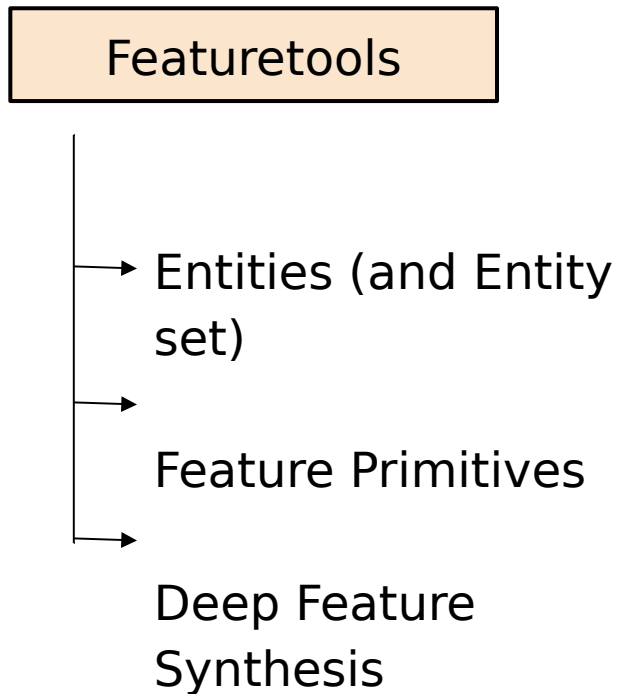 Featuretools
Entities (and Entity
set)
Feature Primitives
Deep Feature
Synthesis